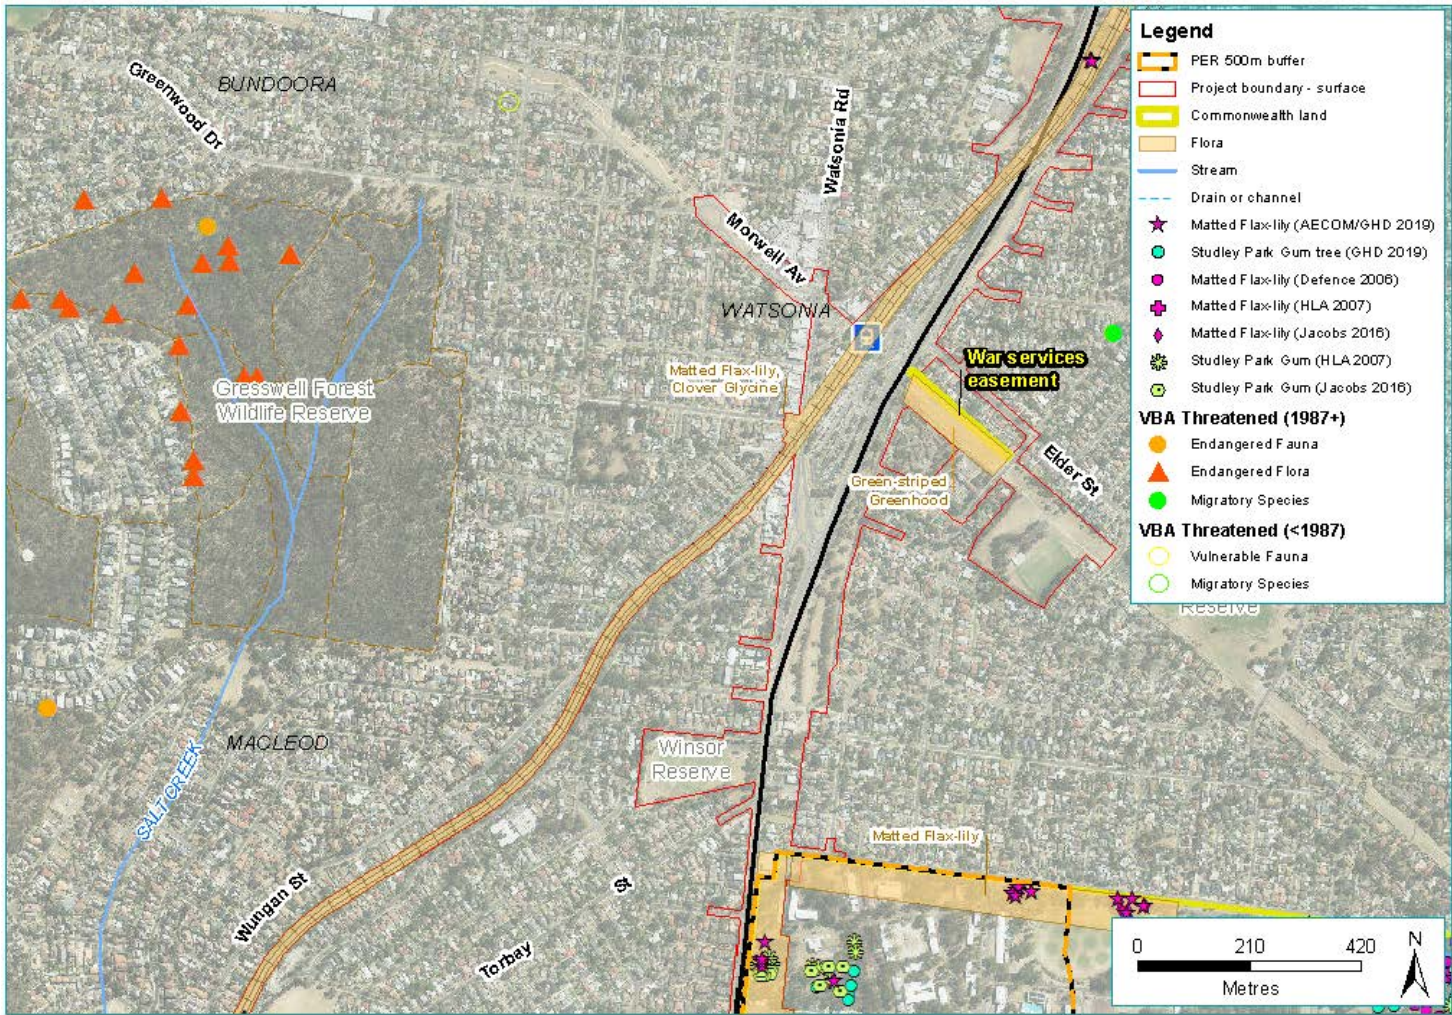 BUNDOORA
Greenwood Dr
Watsonia Rd
Morwell Av
WATSONIA
Matted Flax-lily,
Clover Glycine
War services
easement
Elder St
Green-striped
Greenhood
Gresswell Forest
Wildlife Reserve
MACLEOD
SALT CREEK
Winsor
Reserve
Reserve
Matted Flax-lily
Wungan St
St
Torbay
Legend
PER 500m buffer
Project boundary - surface
Commonwealth land
Flora
Stream
Drain or channel
Matted Flax-lily (AECOM/GHD 2019)
Studley Park Gum tree (GHD 2019)
Matted Flax-lily (Defence 2006)
Matted Flax-lily (HLA 2007)
Matted Flax-lily (Jacobs 2016)
Studley Park Gum (HLA 2007)
Studley Park Gum (Jacobs 2016)
VBA Threatened (1987+)
Endangered Fauna
Endangered Flora
Migratory Species
VBA Threatened (<1987)
Vulnerable Fauna
Migratory Species
0 210 420
Metres
N